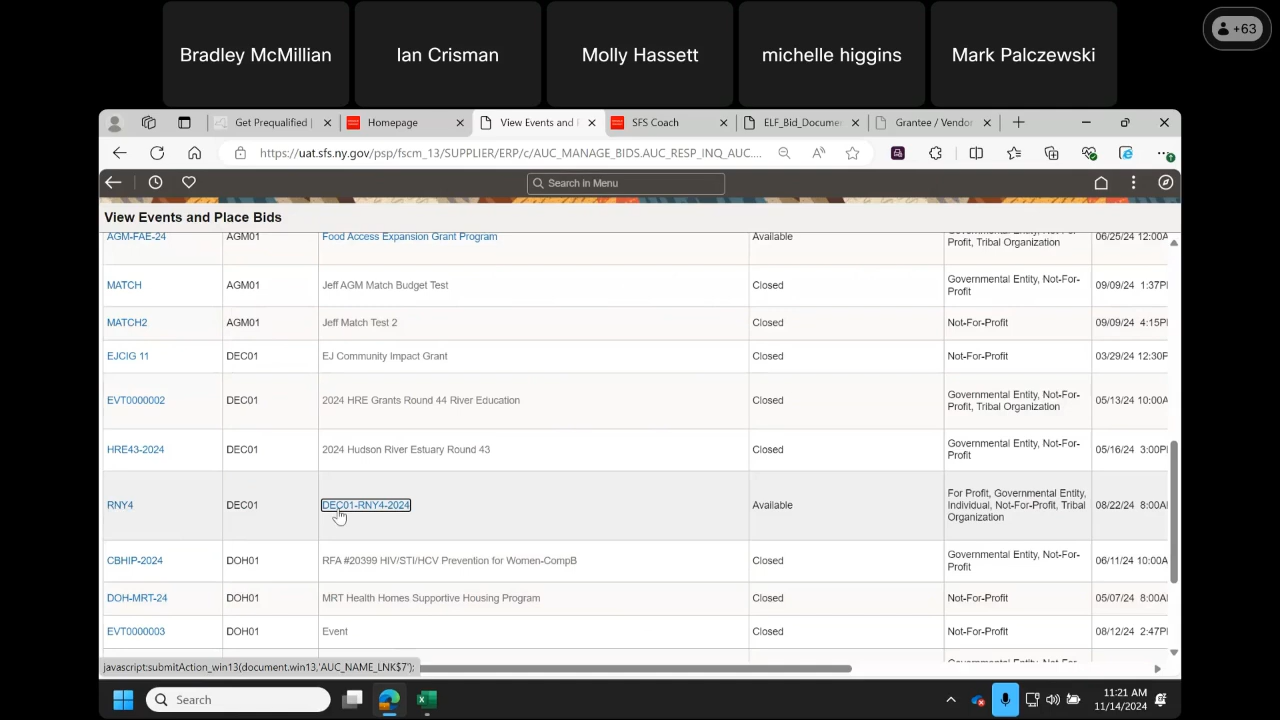 Bradley McMillian
Ian Crisman
Molly Hassett
michelle higgins
Mark Palczewski
+63
Get Prequalified |
Homepage
View Events and
SFS Coach
ELF_Bid_Documen
Grantee / Vendor
https://uat.sfs.ny.gov/psp/fscm_13/SUPPLIER/ERP/c/AUC_MANAGE_BIDS.AUC_RESP_INQ_AUC....
Search in Menu
View Events and Place Bids
AGM-FAE-24 AGM01 Food Access Expansion Grant Program Available
Profit, Tribal Organization 06/25/24 12:00A
MATCH AGM01 Jeff AGM Match Budget Test Closed Governmental Entity, Not-For-
Profit 09/09/24 1:37P
MATCH2 AGM01 Jeff Match Test 2 Closed Not-For-Profit 09/09/24 4:15P
EJCIG 11 DEC01 EJ Community Impact Grant Closed Not-For-Profit 03/29/24 12:30P
EVT0000002 DEC01 2024 HRE Grants Round 44 River Education Closed Governmental Entity, Not-For-
Profit, Tribal Organization 05/13/24 10:00A
HRE43-2024 DEC01 2024 Hudson River Estuary Round 43 Closed Governmental Entity, Not-For-
Profit 05/16/24 3:00P
RNY4 DEC01 DEC01-RNY4-2024 Available For Profit, Governmental Entity,
Individual, Not-For-Profit, Tribal
Organization 08/22/24 8:00A
CBHIP-2024 DOH01 RFA #20399 HIV/STI/HCV Prevention for Women-CompB Closed Governmental Entity, Not-For-
Profit 06/11/24 10:00A
DOH-MRT-24 DOH01 MRT Health Homes Supportive Housing Program Closed Not-For-Profit 05/07/24 8:00A
EVT0000003 DOH01 Event Closed Not-For-Profit 08/12/24 2:47P
javascript:submitAction_win13(document.win13,'AUC_NAME_LNK$7');
Search
11:21 AM
11/14/2024